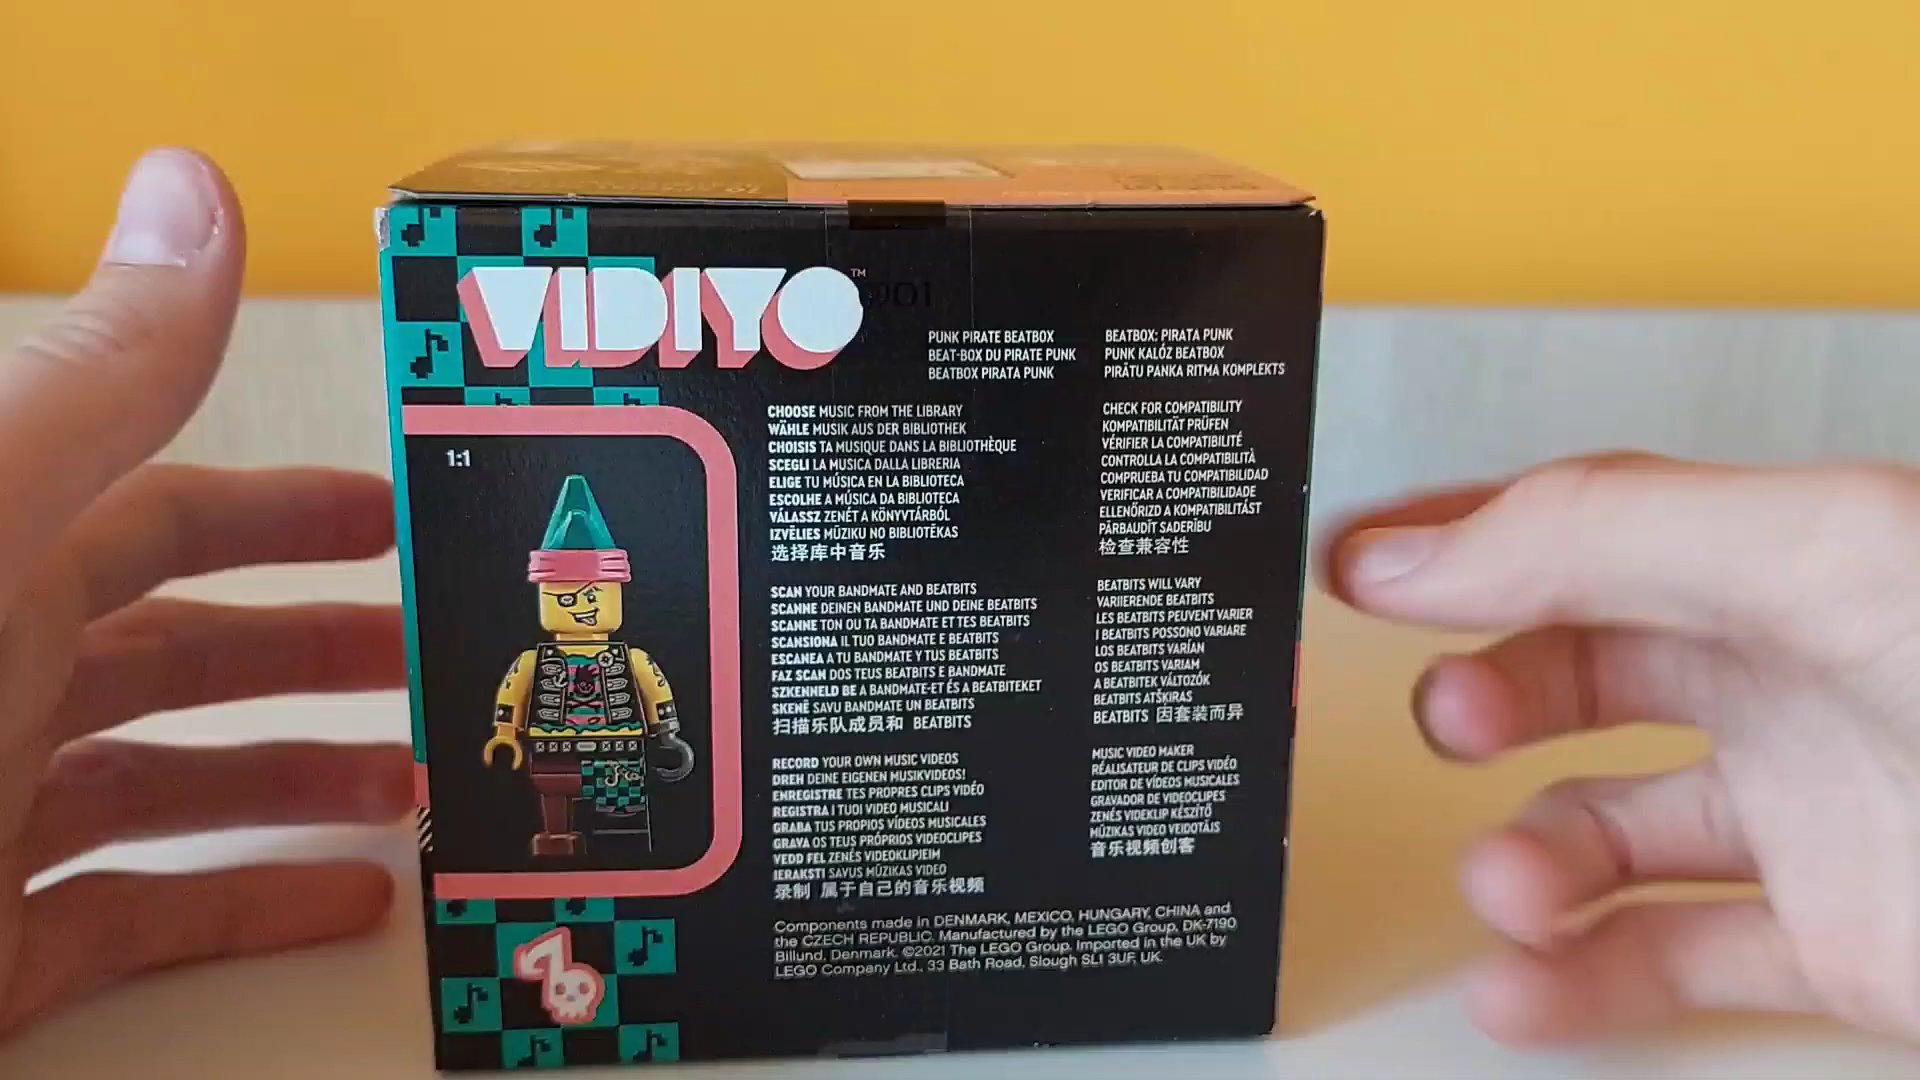 VIDIYO™
PUNK PIRATE BEATBOX
BEAT-BOX DU PIRATE PUNK
BEATBOX PIRATA PUNK
BEATBOX: PIRATA PUNK
PUNK KALÓZ BEATBOX
PIRĀTU PANKA RITMA KOMPLEKTS
1:1
CHOOSE MUSIC FROM THE LIBRARY
WÄHLE MUSIK AUS DER BIBLIOTHEK
CHOISIS TA MUSIQUE DANS LA BIBLIOTHÈQUE
SCEGLI LA MUSICA DALLA LIBRERIA
ELIGE TU MÚSICA EN LA BIBLIOTECA
ESCOLHE A MÚSICA DA BIBLIOTECA
VÁLASSZ ZENÉT A KÖNYVTÁRBÓL
IZVĒLIES MŪZIKU NO BIBLIOTĒKAS
选择库中音乐
SCAN YOUR BANDMATE AND BEATBITS
SCANNE DEINEN BANDMATE UND DEINE BEATBITS
SCANNE TON OU TA BANDMATE ET TES BEATBITS
SCANSIONA IL TUO BANDMATE E BEATBITS
ESCANEA A TU BANDMATE Y TUS BEATBITS
FAZ SCAN DOS TEUS BEATBITS E BANDMATE
SZKENNELD BE A BANDMATE-ET ÉS A BEATBITEKET
SKENĒ SAVU BANDMATE UN BEATBITS
扫描乐队成员和 BEATBITS
RECORD YOUR OWN MUSIC VIDEOS
DREH DEINE EIGENEN MUSIKVIDEOS!
ENREGISTRE TES PROPRES CLIPS VIDÉO
REGISTRA I TUOI VIDEO MUSICALI
GRABA TUS PROPIOS VÍDEOS MUSICALES
GRAVA OS TEUS PRÓPRIOS VIDEOCLIPES
VEDD FEL ZENÉS VIDEOKLIPJEIM
IERAKSTI SAVUS MŪZIKAS VIDEO
录制 属于自己的音乐视频
CHECK FOR COMPATIBILITY
KOMPATIBILITÄT PRÜFEN
VÉRIFIER LA COMPATIBILITÉ
CONTROLLA LA COMPATIBILITÀ
COMPRUEBA TU COMPATIBILIDAD
VERIFICAR A COMPATIBILIDADE
ELLENŐRIZD A KOMPATIBILITÁST
PĀRBAUDĪT SADERĪBU
检查兼容性
BEATBITS WILL VARY
VARIIERENDE BEATBITS
LES BEATBITS PEUVENT VARIER
I BEATBITS POSSONO VARIARE
LOS BEATBITS VARÍAN
OS BEATBITS VARIAM
A BEATBITEK VÁLTOZÓK
BEATBITS ATŠĶIRAS
BEATBITS 因套装而异
MUSIC VIDEO MAKER
RÉALISATEUR DE CLIPS VIDÉO
EDITOR DE VÍDEOS MUSICALES
GRAVADOR DE VIDEOCLIPES
ZENÉS VIDEKLIP KÉSZÍTŐ
MŪZIKAS VIDEO VEIDOTĀJS
音乐视频创客
Components made in DENMARK, MEXICO, HUNGARY, CHINA and
the CZECH REPUBLIC. Manufactured by the LEGO Group, DK-7190
Billund, Denmark. ©2021 The LEGO Group. Imported in the UK by
LEGO Company Ltd., 33 Bath Road, Slough SL1 3UF, UK.